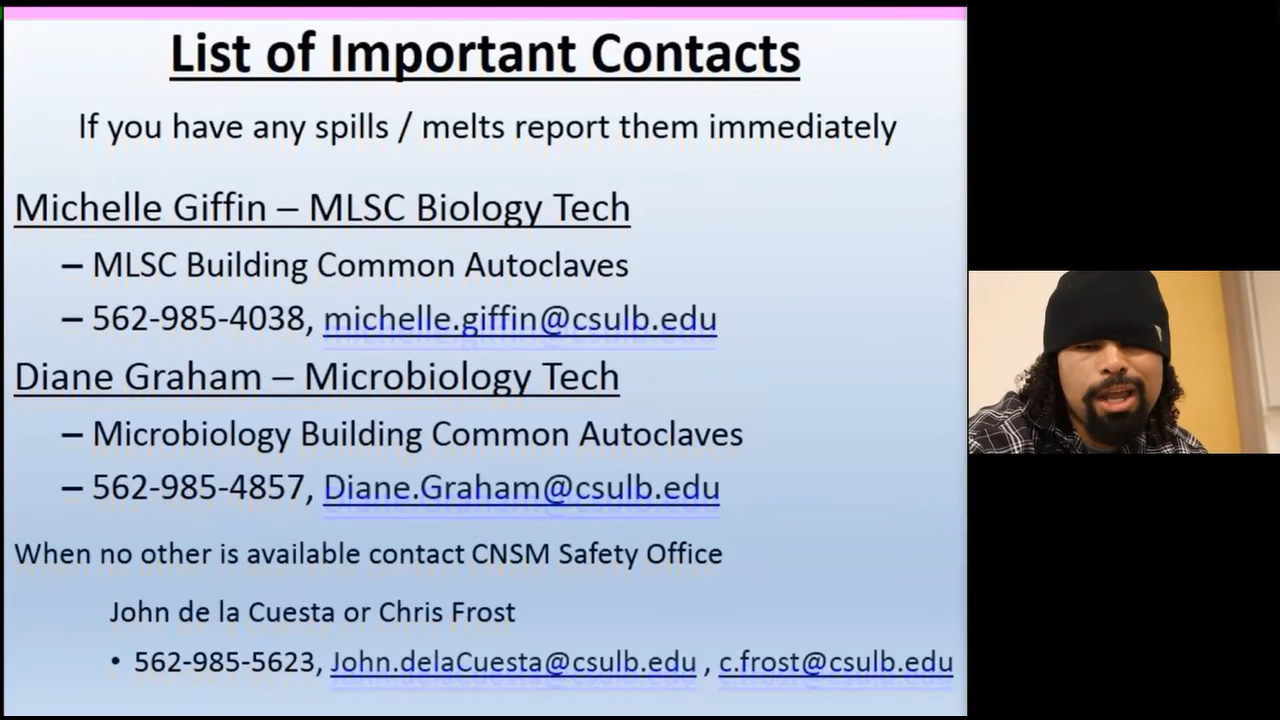 List of Important Contacts
If you have any spills / melts report them immediately
Michelle Giffin – MLSC Biology Tech
– MLSC Building Common Autoclaves
– 562-985-4038, michelle.giffin@csulb.edu
Diane Graham – Microbiology Tech
– Microbiology Building Common Autoclaves
– 562-985-4857, Diane.Graham@csulb.edu
When no other is available contact CNSM Safety Office
John de la Cuesta or Chris Frost
• 562-985-5623, John.delaCuesta@csulb.edu , c.frost@csulb.edu